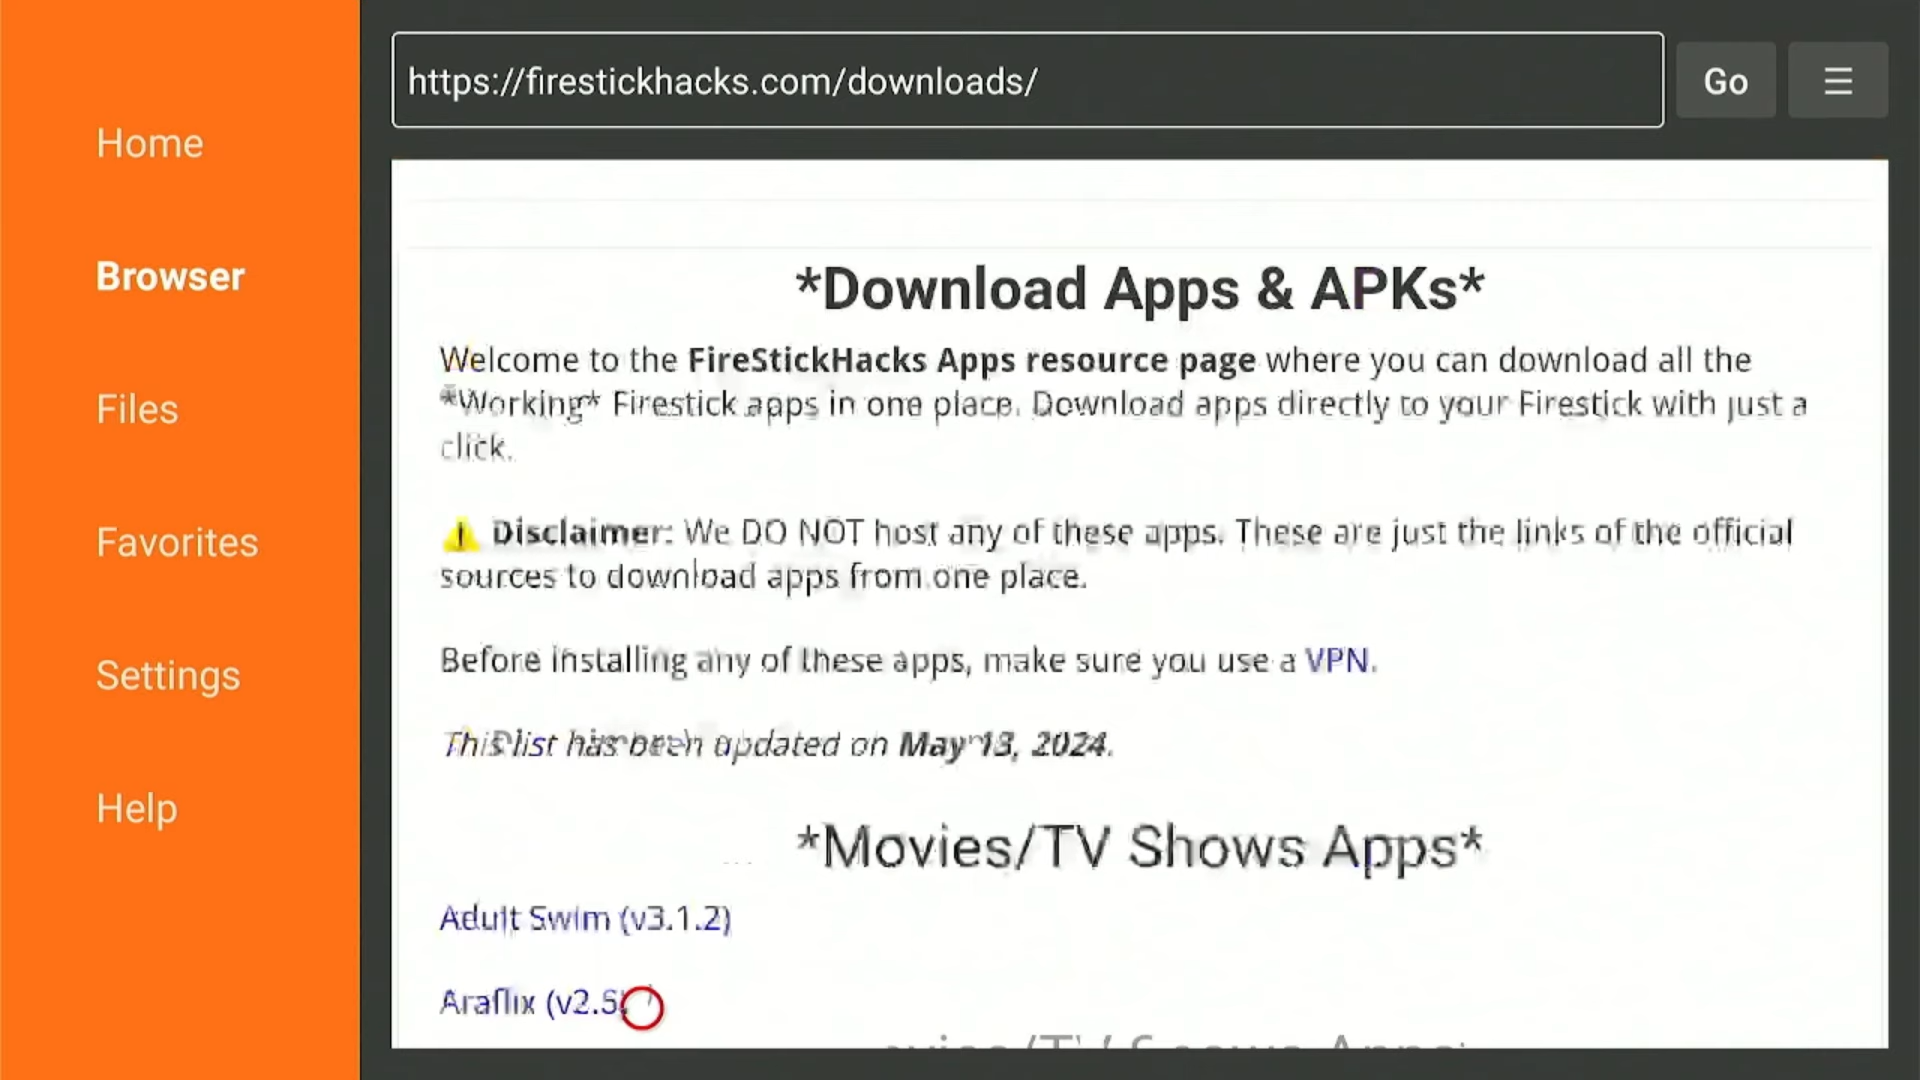 Home
Browser
Files
Favorites
Settings
Help
https://firestickhacks.com/downloads/
Go
*Download Apps & APKs*
Welcome to the FireStickHacks Apps resource page where you can download all the
*Working* Firestick apps in one place. Download apps directly to your Firestick with just a
click.
Disclaimer: We DO NOT host any of these apps. These are just the links of the official
sources to download apps from one place.
Before installing any of these apps, make sure you use a VPN.
This list has been updated on May 13, 2024.
*Movies/TV Shows Apps*
Adult Swim (v3.1.2)
Araflix (v2.5